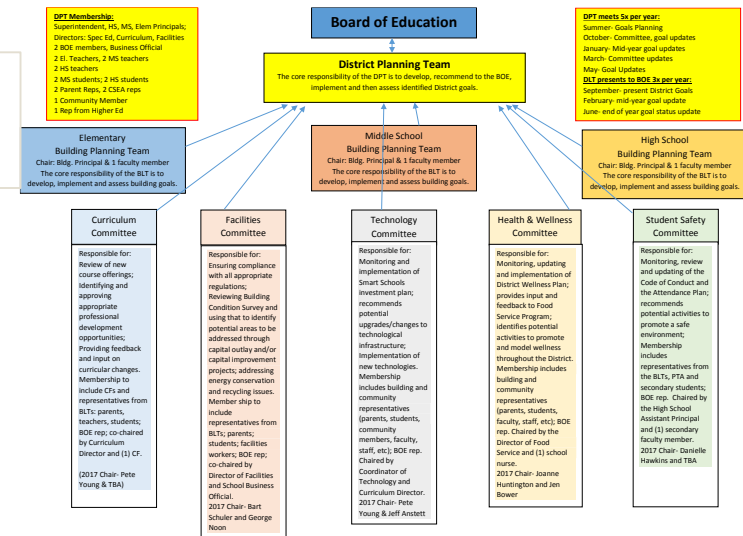 DPT Membership:
Superintendent, HS, MS, Elem Principals;
Directors: Spec Ed, Curriculum, Facilities
2 BOE members, Business Official
2 El. Teachers, 2 MS teachers
2 HS teachers
2 MS students; 2 HS students
2 Parent Reps, 2 CSEA reps
1 Community Member
1 Rep from Higher Ed
Board of Education
District Planning Team
The core responsibility of the DPT is to develop, recommend to the BOE,
implement and then assess identified District goals.
DPT meets 5x per year:
Summer- Goals Planning
October- Committee, goal updates
January- Mid-year goal updates
March- Committee updates
May- Goal Updates
DLT presents to BOE 3x per year:
September- present District Goals
February- mid-year goal update
June- end of year goal status update
Elementary
Building Planning Team
Chair: Bldg. Principal & 1 faculty member
The core responsibility of the BLT is to
develop, implement and assess building goals.
Middle School
Building Planning Team
Chair: Bldg. Principal & 1 faculty member
The core responsibility of the BLT is to
develop, implement and assess building goals.
High School
Building Planning Team
Chair: Bldg. Principal & 1 faculty member
The core responsibility of the BLT is to
develop, implement and assess building goals.
Curriculum
Committee
Responsible for:
Review of new
course offerings;
Identifying and
approving
appropriate
professional
development
opportunities;
Providing feedback
and input on
curricular changes.
Membership to
include CFs and
representatives from
BLTs: parents,
teachers, students;
BOE rep; co-chaired
by Curriculum
Director and (1) CF.
(2017 Chair- Pete
Young & TBA)
Facilities
Committee
Responsible for:
Ensuring compliance
with all appropriate
regulations;
Reviewing Building
Condition Survey and
using that to identify
potential areas to be
addressed through
capital outlay and/or
capital improvement
projects; addressing
energy conservation
and recycling issues.
Member ship to
include
representatives from
BLTs; parents;
students; facilities
workers; BOE rep;
co-chaired by
Director of Facilities
and School Business
Official.
2017 Chair- Bart
Schuler and George
Noon
Technology
Committee
Responsible for:
Monitoring and
implementation of
Smart Schools
investment plan;
recommends
potential
upgrades/changes to
technological
infrastructure;
Implementation of
new technologies.
Membership
includes building and
community
representatives
(parents, students,
community
members, faculty,
staff, etc); BOE rep.
Chaired by
Coordinator of
Technology and
Curriculum Director.
2017 Chair- Pete
Young & Jeff Anstett
Health & Wellness
Committee
Responsible for:
Monitoring, updating
and implementation of
District Wellness Plan;
provides input and
feedback to Food
Service Program;
identifies potential
activities to promote
and model wellness
throughout the District.
Membership includes
building and
community
representatives
(parents, students,
faculty, staff, etc); BOE
rep. Chaired by the
Director of Food
Service and (1) school
nurse.
2017 Chair- Joanne
Huntington and Jen
Bower
Student Safety
Committee
Responsible for:
Monitoring, review
and updating of the
Code of Conduct and
the Attendance Plan;
recommends
potential activities to
promote a safe
environment;
Membership
includes
representatives from
the BLTs, PTA and
secondary students;
BOE rep. Chaired by
the High School
Assistant Principal
and (1) secondary
faculty member.
2017 Chair- Danielle
Hawkins and TBA